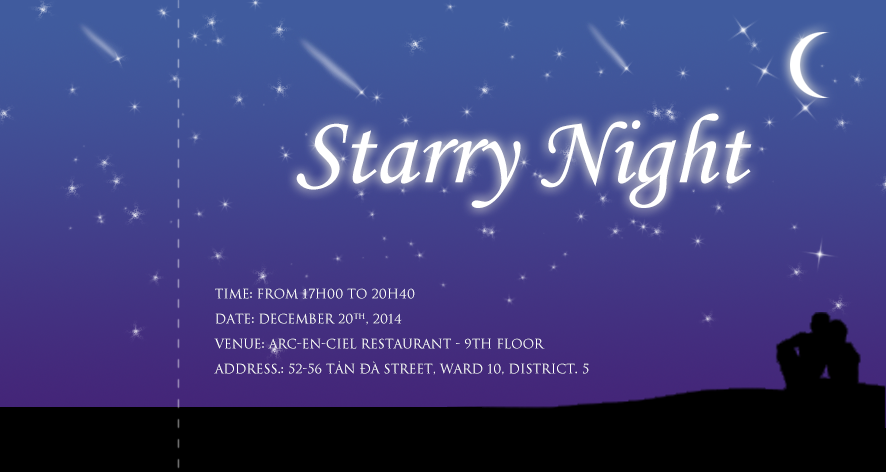 Starry Night
TIME: FROM 17H00 TO 20H40
DATE: DECEMBER 20TH, 2014
VENUE: ARC-EN-CIEL RESTAURANT - 9TH FLOOR
ADDRESS.: 52-56 TẢN ĐÀ STREET, WARD 10, DISTRICT. 5